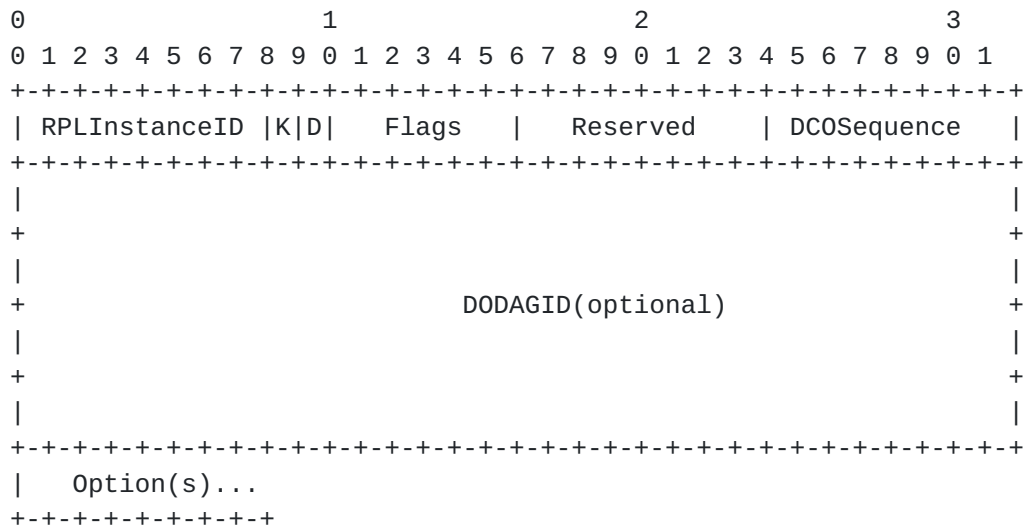 0                   1                   2                   3
0 1 2 3 4 5 6 7 8 9 0 1 2 3 4 5 6 7 8 9 0 1 2 3 4 5 6 7 8 9 0 1
+-+-+-+-+-+-+-+-+-+-+-+-+-+-+-+-+-+-+-+-+-+-+-+-+-+-+-+-+-+-+-+-+
| RPLInstanceID |K|D|   Flags   |   Reserved    | DCOSequence   |
+-+-+-+-+-+-+-+-+-+-+-+-+-+-+-+-+-+-+-+-+-+-+-+-+-+-+-+-+-+-+-+-+
|                                                               |
+                                                               +
|                                                               |
+                            DODAGID(optional)                  +
|                                                               |
+                                                               +
|                                                               |
+-+-+-+-+-+-+-+-+-+-+-+-+-+-+-+-+-+-+-+-+-+-+-+-+-+-+-+-+-+-+-+-+
|   Option(s)...
+-+-+-+-+-+-+-+-+